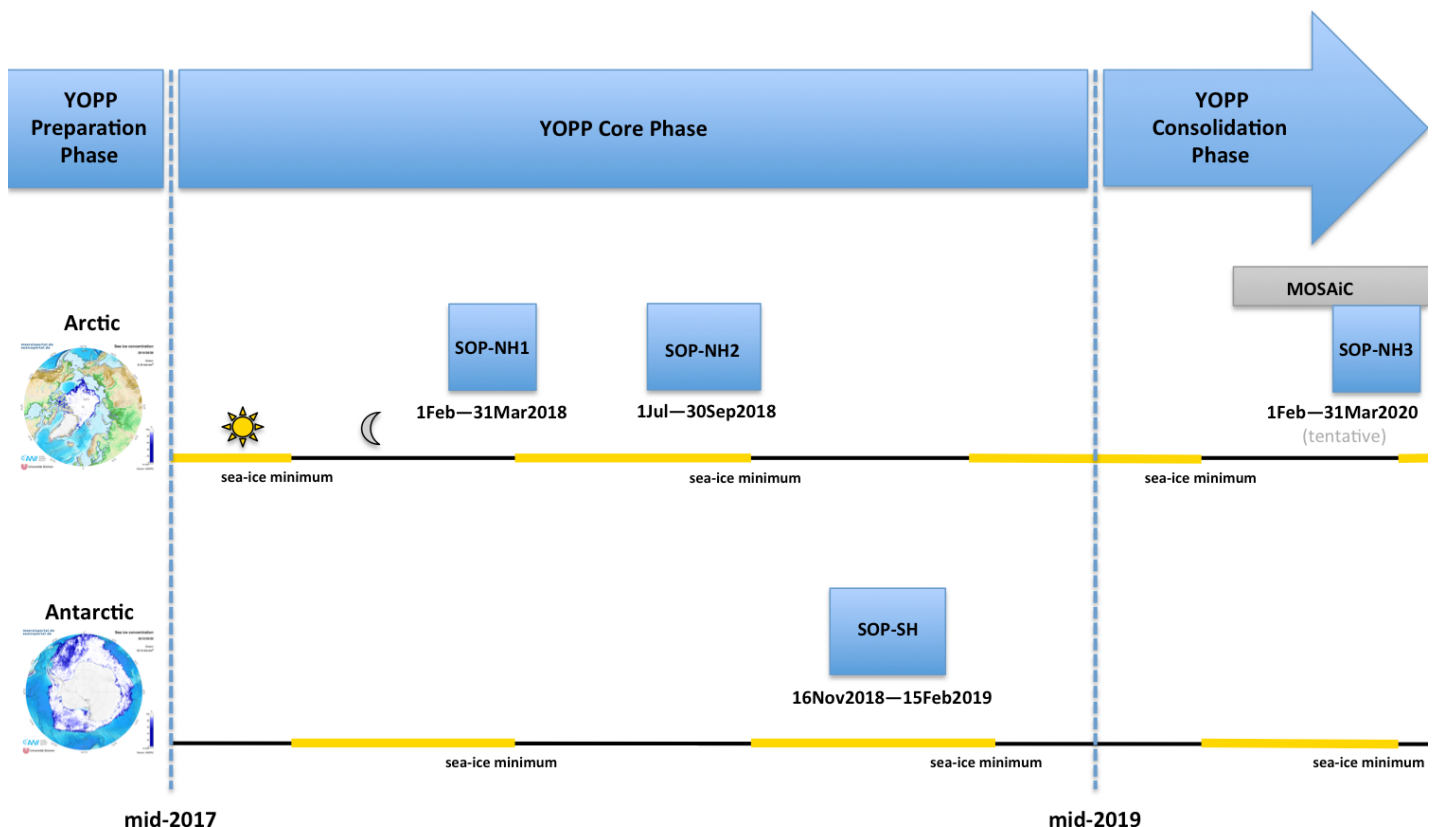 YOPP
Preparation
Phase
YOPP Core Phase
YOPP
Consolidation
Phase
MOSAiC
Arctic
SOP-NH1
SOP-NH2
SOP-NH3
1Feb—31Mar2018
1Jul—30Sep2018
1Feb—31Mar2020
(tentative)
sea-ice minimum
sea-ice minimum
sea-ice minimum
Antarctic
SOP-SH
16Nov2018—15Feb2019
sea-ice minimum
sea-ice minimum
sea-ice minimum
mid-2017
mid-2019